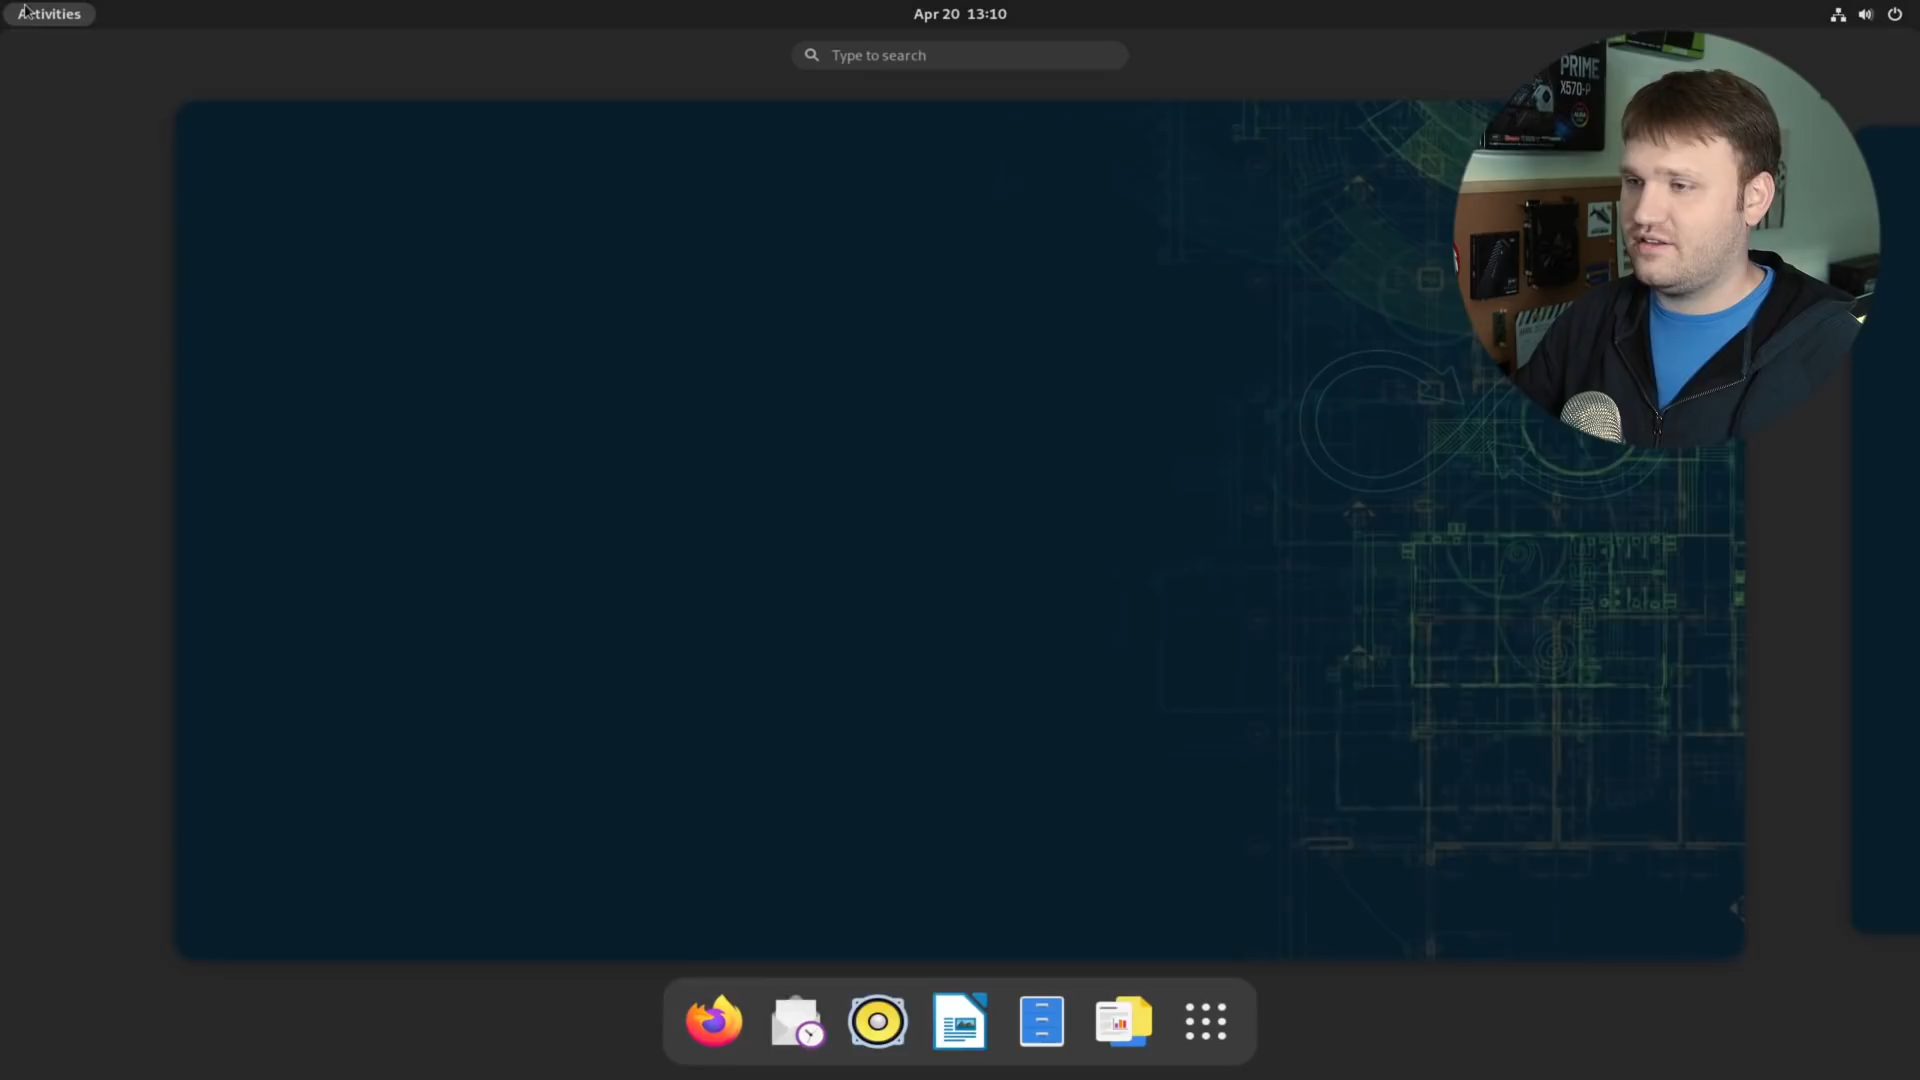 Activities
Apr 20 13:10
Type to search
PRIME
X570-P